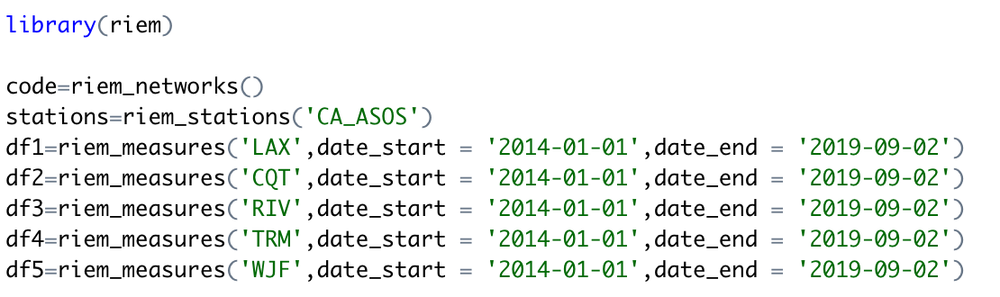 library(riem)
code=riem_networks()
stations=riem_stations('CA_ASOS')
df1=riem_measures('LAX',date_start = '2014-01-01',date_end = '2019-09-02')
df2=riem_measures('CQT',date_start = '2014-01-01',date_end = '2019-09-02')
df3=riem_measures('RIV',date_start = '2014-01-01',date_end = '2019-09-02')
df4=riem_measures('TRM',date_start = '2014-01-01',date_end = '2019-09-02')
df5=riem_measures('WJF',date_start = '2014-01-01',date_end = '2019-09-02')